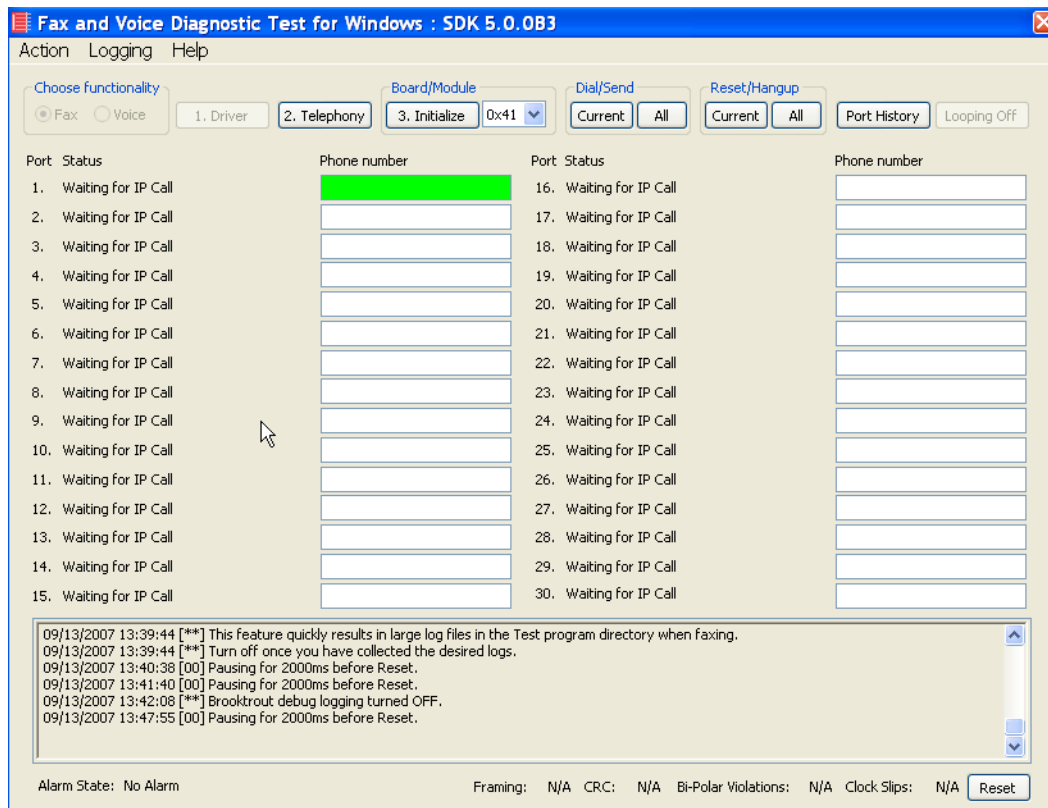 Fax and Voice Diagnostic Test for Windows : SDK 5.0.0B3
Action Logging Help
Choose functionality Board/Module Dial/Send Reset/Hangup
Fax Voice 1. Driver 2. Telephony 3. Initialize 0x41 Current All Current All Port History Looping Off
Port Status Phone number Port Status Phone number
1. Waiting for IP Call 16. Waiting for IP Call
2. Waiting for IP Call 17. Waiting for IP Call
3. Waiting for IP Call 18. Waiting for IP Call
4. Waiting for IP Call 19. Waiting for IP Call
5. Waiting for IP Call 20. Waiting for IP Call
6. Waiting for IP Call 21. Waiting for IP Call
7. Waiting for IP Call 22. Waiting for IP Call
8. Waiting for IP Call 23. Waiting for IP Call
9. Waiting for IP Call 24. Waiting for IP Call
10. Waiting for IP Call 25. Waiting for IP Call
11. Waiting for IP Call 26. Waiting for IP Call
12. Waiting for IP Call 27. Waiting for IP Call
13. Waiting for IP Call 28. Waiting for IP Call
14. Waiting for IP Call 29. Waiting for IP Call
15. Waiting for IP Call 30. Waiting for IP Call
09/13/2007 13:39:44 [**] This feature quickly results in large log files in the Test program directory when faxing.
09/13/2007 13:39:44 [**] Turn off once you have collected the desired logs.
09/13/2007 13:40:38 [00] Pausing for 2000ms before Reset.
09/13/2007 13:41:40 [00] Pausing for 2000ms before Reset.
09/13/2007 13:42:08 [**] Brooktrout debug logging turned OFF.
09/13/2007 13:47:55 [00] Pausing for 2000ms before Reset.
Alarm State: No Alarm Framing: N/A CRC: N/A Bi-Polar Violations: N/A Clock Slips: N/A Reset